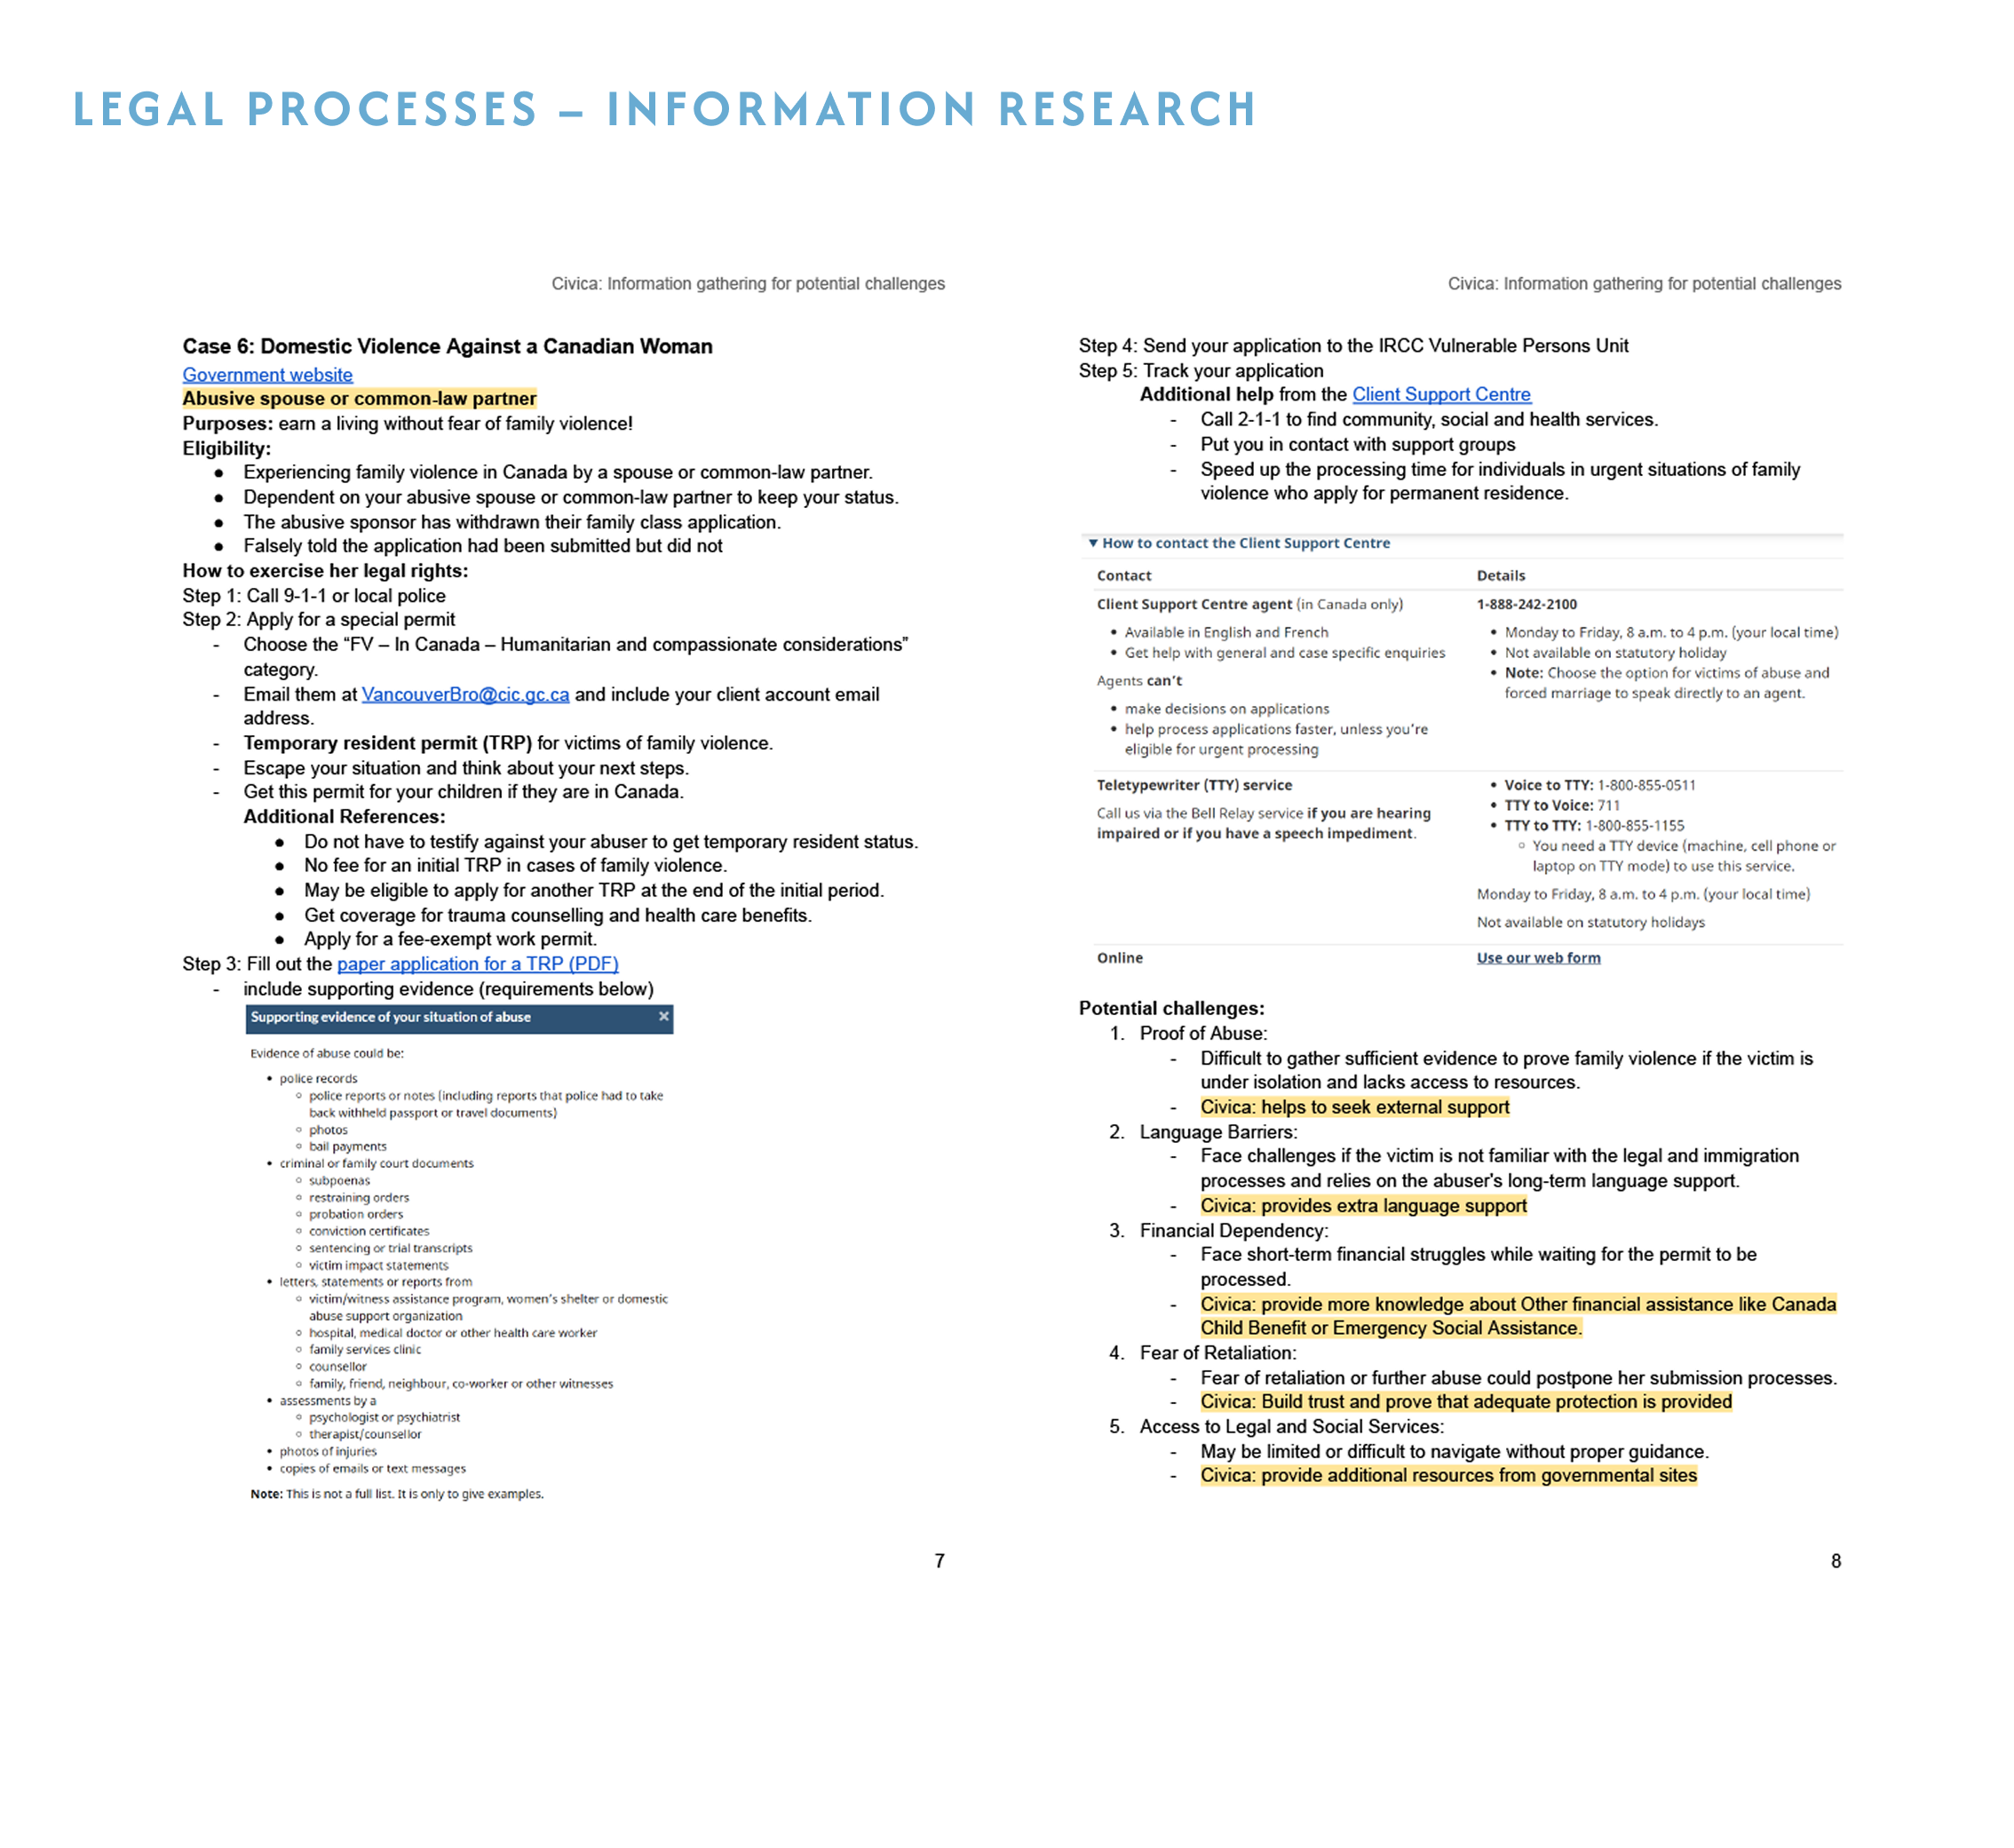 LEGAL PROCESSES – INFORMATION RESEARCH
Civica: Information gathering for potential challenges
Case 6: Domestic Violence Against a Canadian Woman
Government website
Abusive spouse or common-law partner
Purposes: earn a living without fear of family violence!
Eligibility:
● Experiencing family violence in Canada by a spouse or common-law partner.
● Dependent on your abusive spouse or common-law partner to keep your status.
● The abusive sponsor has withdrawn their family class application.
● Falsely told the application had been submitted but did not
How to exercise her legal rights:
Step 1: Call 9-1-1 or local police
Step 2: Apply for a special permit
- Choose the “FV – In Canada – Humanitarian and compassionate considerations”
category.
- Email them at VancouverBro@cic.gc.ca and include your client account email
address.
- Temporary resident permit (TRP) for victims of family violence.
- Escape your situation and think about your next steps.
- Get this permit for your children if they are in Canada.
Additional References:
● Do not have to testify against your abuser to get temporary resident status.
● No fee for an initial TRP in cases of family violence.
● May be eligible to apply for another TRP at the end of the initial period.
● Get coverage for trauma counselling and health care benefits.
● Apply for a fee-exempt work permit.
Step 3: Fill out the paper application for a TRP (PDF)
- include supporting evidence (requirements below)
Supporting evidence of your situation of abuse ×
Evidence of abuse could be:
• police records
○ police reports or notes (including reports that police had to take
back withheld passport or travel documents)
○ photos
○ bail payments
• criminal or family court documents
○ subpoenas
○ restraining orders
○ probation orders
○ conviction certificates
○ sentencing or trial transcripts
○ victim impact statements
• letters, statements or reports from
○ victim/witness assistance program, women's shelter or domestic
abuse support organization
○ hospital, medical doctor or other health care worker
○ family services clinic
○ counsellor
○ family, friend, neighbour, co-worker or other witnesses
• assessments by a
○ psychologist or psychiatrist
○ therapist/counsellor
• photos of injuries
• copies of emails or text messages
Note: This is not a full list. It is only to give examples.
7
Civica: Information gathering for potential challenges
Step 4: Send your application to the IRCC Vulnerable Persons Unit
Step 5: Track your application
Additional help from the Client Support Centre
- Call 2-1-1 to find community, social and health services.
- Put you in contact with support groups
- Speed up the processing time for individuals in urgent situations of family
violence who apply for permanent residence.
▼ How to contact the Client Support Centre
Contact Details
Client Support Centre agent (in Canada only)
• Available in English and French
• Get help with general and case specific enquiries
Agents can't
• make decisions on applications
• help process applications faster, unless you're
eligible for urgent processing
1-888-242-2100
• Monday to Friday, 8 a.m. to 4 p.m. (your local time)
• Not available on statutory holiday
• Note: Choose the option for victims of abuse and
forced marriage to speak directly to an agent.
Teletypewriter (TTY) service
Call us via the Bell Relay service if you are hearing
impaired or if you have a speech impediment.
• Voice to TTY: 1-800-855-0511
• TTY to Voice: 711
• TTY to TTY: 1-800-855-1155
○ You need a TTY device (machine, cell phone or
laptop on TTY mode) to use this service.
Monday to Friday, 8 a.m. to 4 p.m. (your local time)
Not available on statutory holidays
Online Use our web form
Potential challenges:
1. Proof of Abuse:
- Difficult to gather sufficient evidence to prove family violence if the victim is
under isolation and lacks access to resources.
- Civica: helps to seek external support
2. Language Barriers:
- Face challenges if the victim is not familiar with the legal and immigration
processes and relies on the abuser's long-term language support.
- Civica: provides extra language support
3. Financial Dependency:
- Face short-term financial struggles while waiting for the permit to be
processed.
- Civica: provide more knowledge about Other financial assistance like Canada
Child Benefit or Emergency Social Assistance.
4. Fear of Retaliation:
- Fear of retaliation or further abuse could postpone her submission processes.
- Civica: Build trust and prove that adequate protection is provided
5. Access to Legal and Social Services:
- May be limited or difficult to navigate without proper guidance.
- Civica: provide additional resources from governmental sites
8